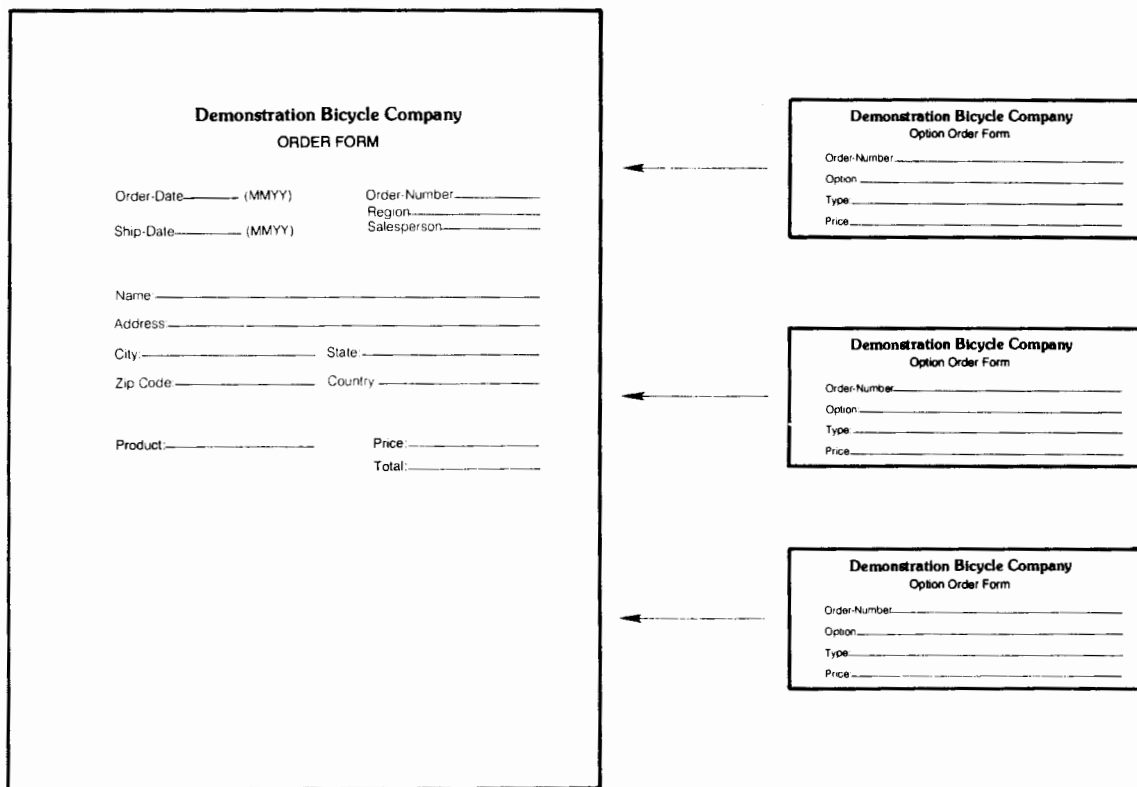 Demonstration Bicycle Company
ORDER FORM
Order-Date (MMYY) Order-Number
Region
Ship-Date (MMYY) Salesperson
Name:
Address:
City: State:
Zip Code: Country
Product: Price:
Total:
Demonstration Bicycle Company
Option Order Form
Order-Number
Option
Type:
Price
Demonstration Bicycle Company
Option Order Form
Order-Number
Option:
Type:
Price
Demonstration Bicycle Company
Option Order Form
Order-Number
Option
Type
Price